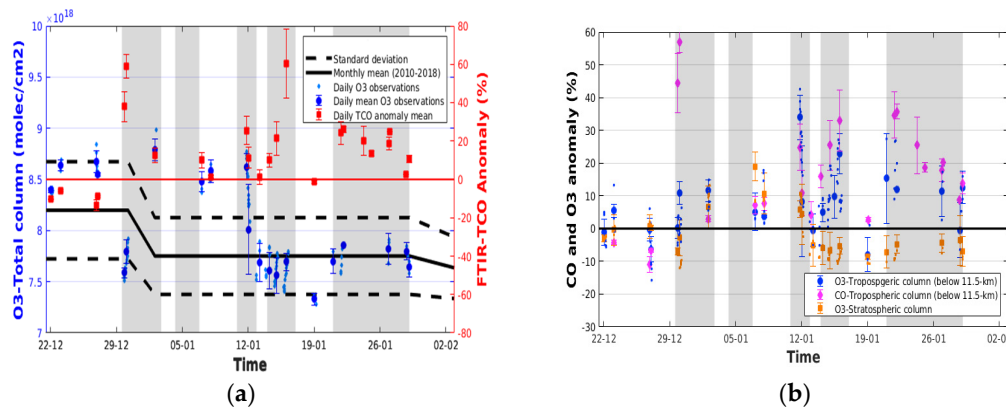 ×10^18
O3-Total column (molec/cm2)
10
9.5
9
8.5
8
7.5
7
22-12
29-12
05-01
12-01
19-01
26-01
02-02
Time
80
60
40
20
0
-20
-40
-60
-80
FTIR-TCO Anomaly (%)
Standard deviation
Monthly mean (2010-2018)
Daily O3 observations
Daily mean O3 observations
Daily TCO anomaly mean
(a)
CO and O3 anomaly (%)
60
50
40
30
20
10
0
-10
-20
-30
22-12
29-12
05-01
12-01
19-01
26-01
02-02
Time
O3-Tropospgeric column (below 11.5-km)
CO-Tropospheric column (below 11.5-km)
O3-Stratospheric column
(b)